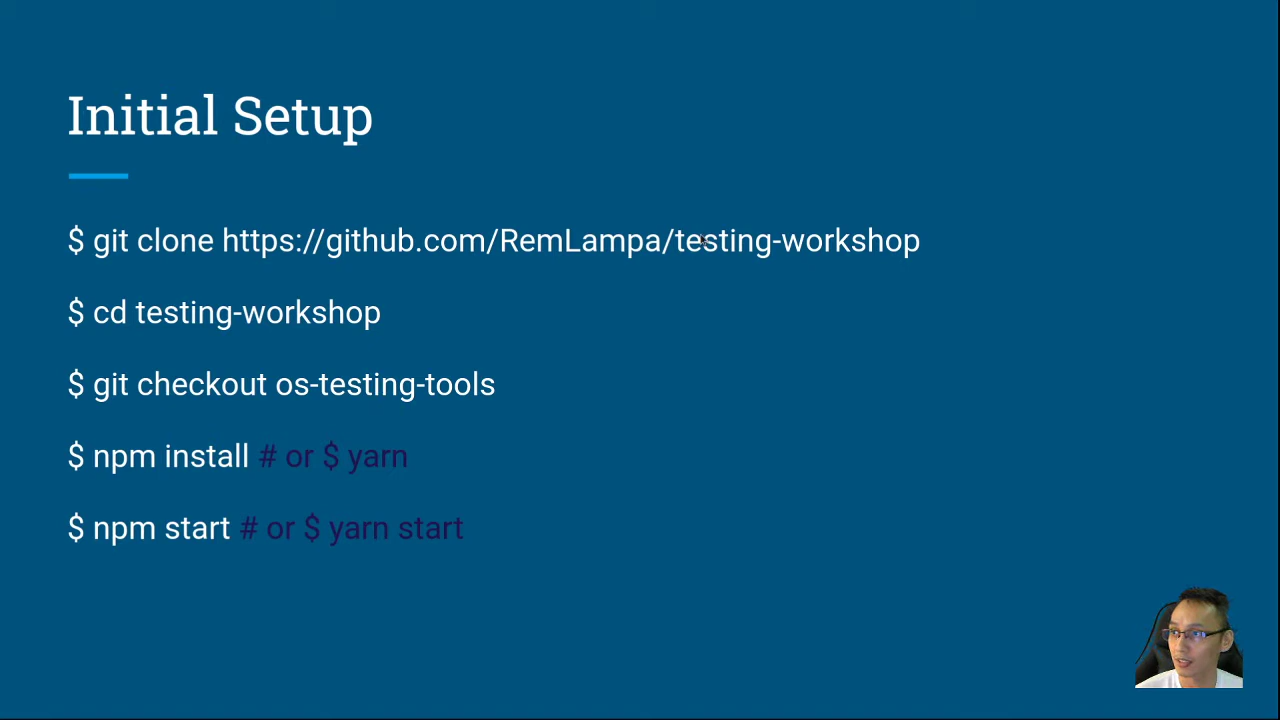 Initial Setup
$ git clone https://github.com/RemLampa/testing-workshop
$ cd testing-workshop
$ git checkout os-testing-tools
$ npm install # or $ yarn
$ npm start # or $ yarn start